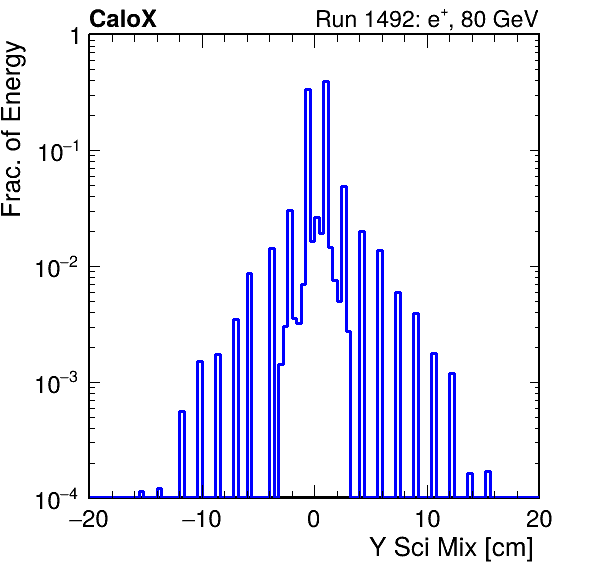 CaloX Run 1492: e⁺, 80 GeV
Frac. of Energy
1
10⁻¹
10⁻²
10⁻³
10⁻⁴
−20 −10 0 10 20
Y Sci Mix [cm]